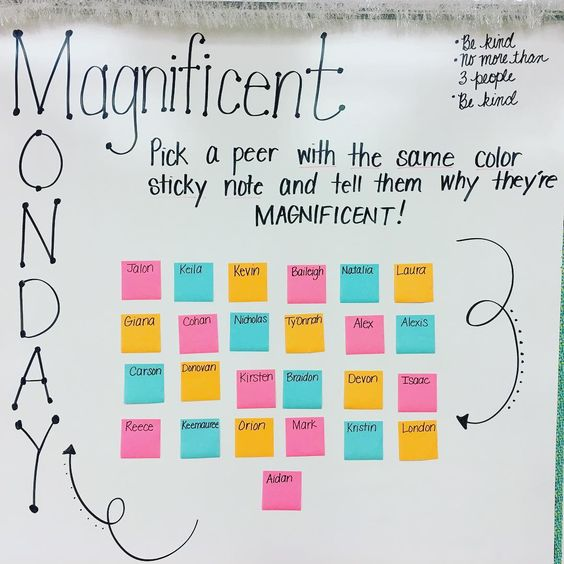 Magnificent
MONDAY
• Be kind
• No more than
3 people
• Be kind
Pick a peer with the same color
sticky note and tell them why they're
MAGNIFICENT!
Jalon Keila Kevin Baileigh Natalia Laura
Giana Cohan Nicholas Ty'Onnah Alex Alexis
Carson Donovan Kirsten Braidon Devon Isaac
Reece Keemauree Orion Mark Kristin London
Aidan